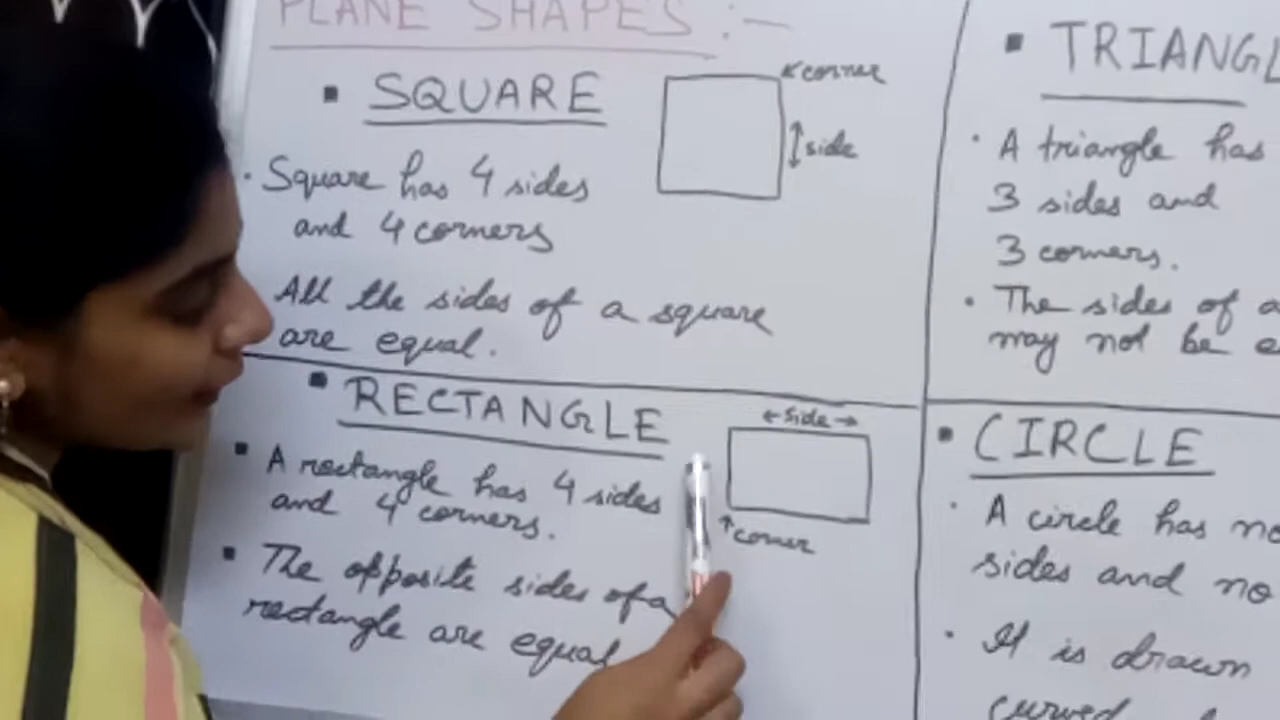 PLANE SHAPES :-
▪ SQUARE
corner
side
· Square has 4 sides
and 4 corners
All the sides of a square
are equal.
▪ RECTANGLE
← Side →
▪ A rectangle has 4 sides
and 4 corners.
↑corner
▪ The opposite sides of a
rectangle are equal
▪ TRIANGL
· A triangle has
3 sides and
3 corners.
· The sides of a
may not be e
▪ CIRCLE
· A circle has no
sides and no
· It is drawn
curved